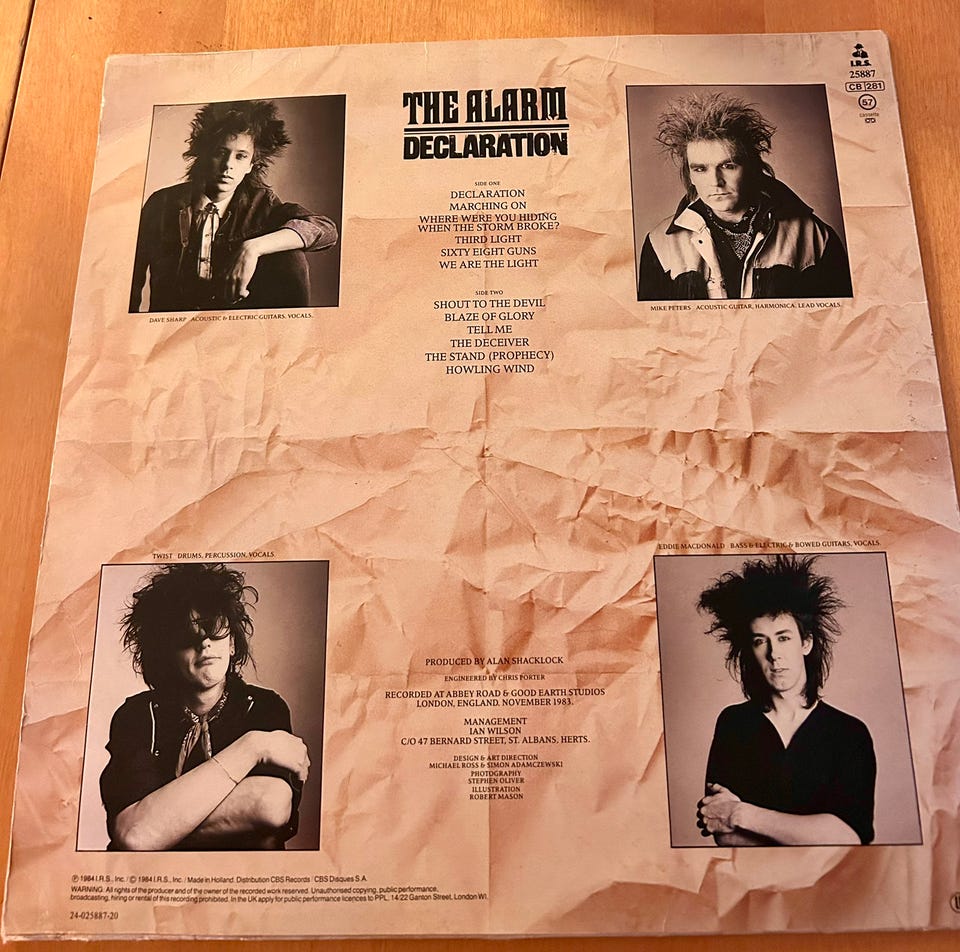 I.R.S.
25887
CB 281
57
cassette
THE ALARM
DECLARATION
SIDE ONE
DECLARATION
MARCHING ON
WHERE WERE YOU HIDING
WHEN THE STORM BROKE?
THIRD LIGHT
SIXTY EIGHT GUNS
WE ARE THE LIGHT
SIDE TWO
SHOUT TO THE DEVIL
BLAZE OF GLORY
TELL ME
THE DECEIVER
THE STAND (PROPHECY)
HOWLING WIND
DAVE SHARP ACOUSTIC & ELECTRIC GUITARS, VOCALS.
MIKE PETERS ACOUSTIC GUITAR, HARMONICA, LEAD VOCALS.
TWIST DRUMS, PERCUSSION, VOCALS.
EDDIE MACDONALD BASS & ELECTRIC & BOWED GUITARS, VOCALS.
PRODUCED BY ALAN SHACKLOCK
ENGINEERED BY CHRIS PORTER
RECORDED AT ABBEY ROAD & GOOD EARTH STUDIOS
LONDON, ENGLAND, NOVEMBER 1983.
MANAGEMENT
IAN WILSON
C/O 47 BERNARD STREET, ST. ALBANS, HERTS.
DESIGN & ART DIRECTION
MICHAEL ROSS & SIMON ADAMCZEWSKI
PHOTOGRAPHY
STEPHEN OLIVER
ILLUSTRATION
ROBERT MASON
℗ 1984 I.R.S., Inc. / © 1984 I.R.S., Inc. / Made in Holland. Distribution CBS Records / CBS Disques S.A.
WARNING: All rights of the producer and of the owner of the recorded work reserved. Unauthorised copying, public performance,
broadcasting, hiring or rental of this recording prohibited. In the UK apply for public performance licences to PPL, 14/22 Ganton Street, London W1.
24-025887-20